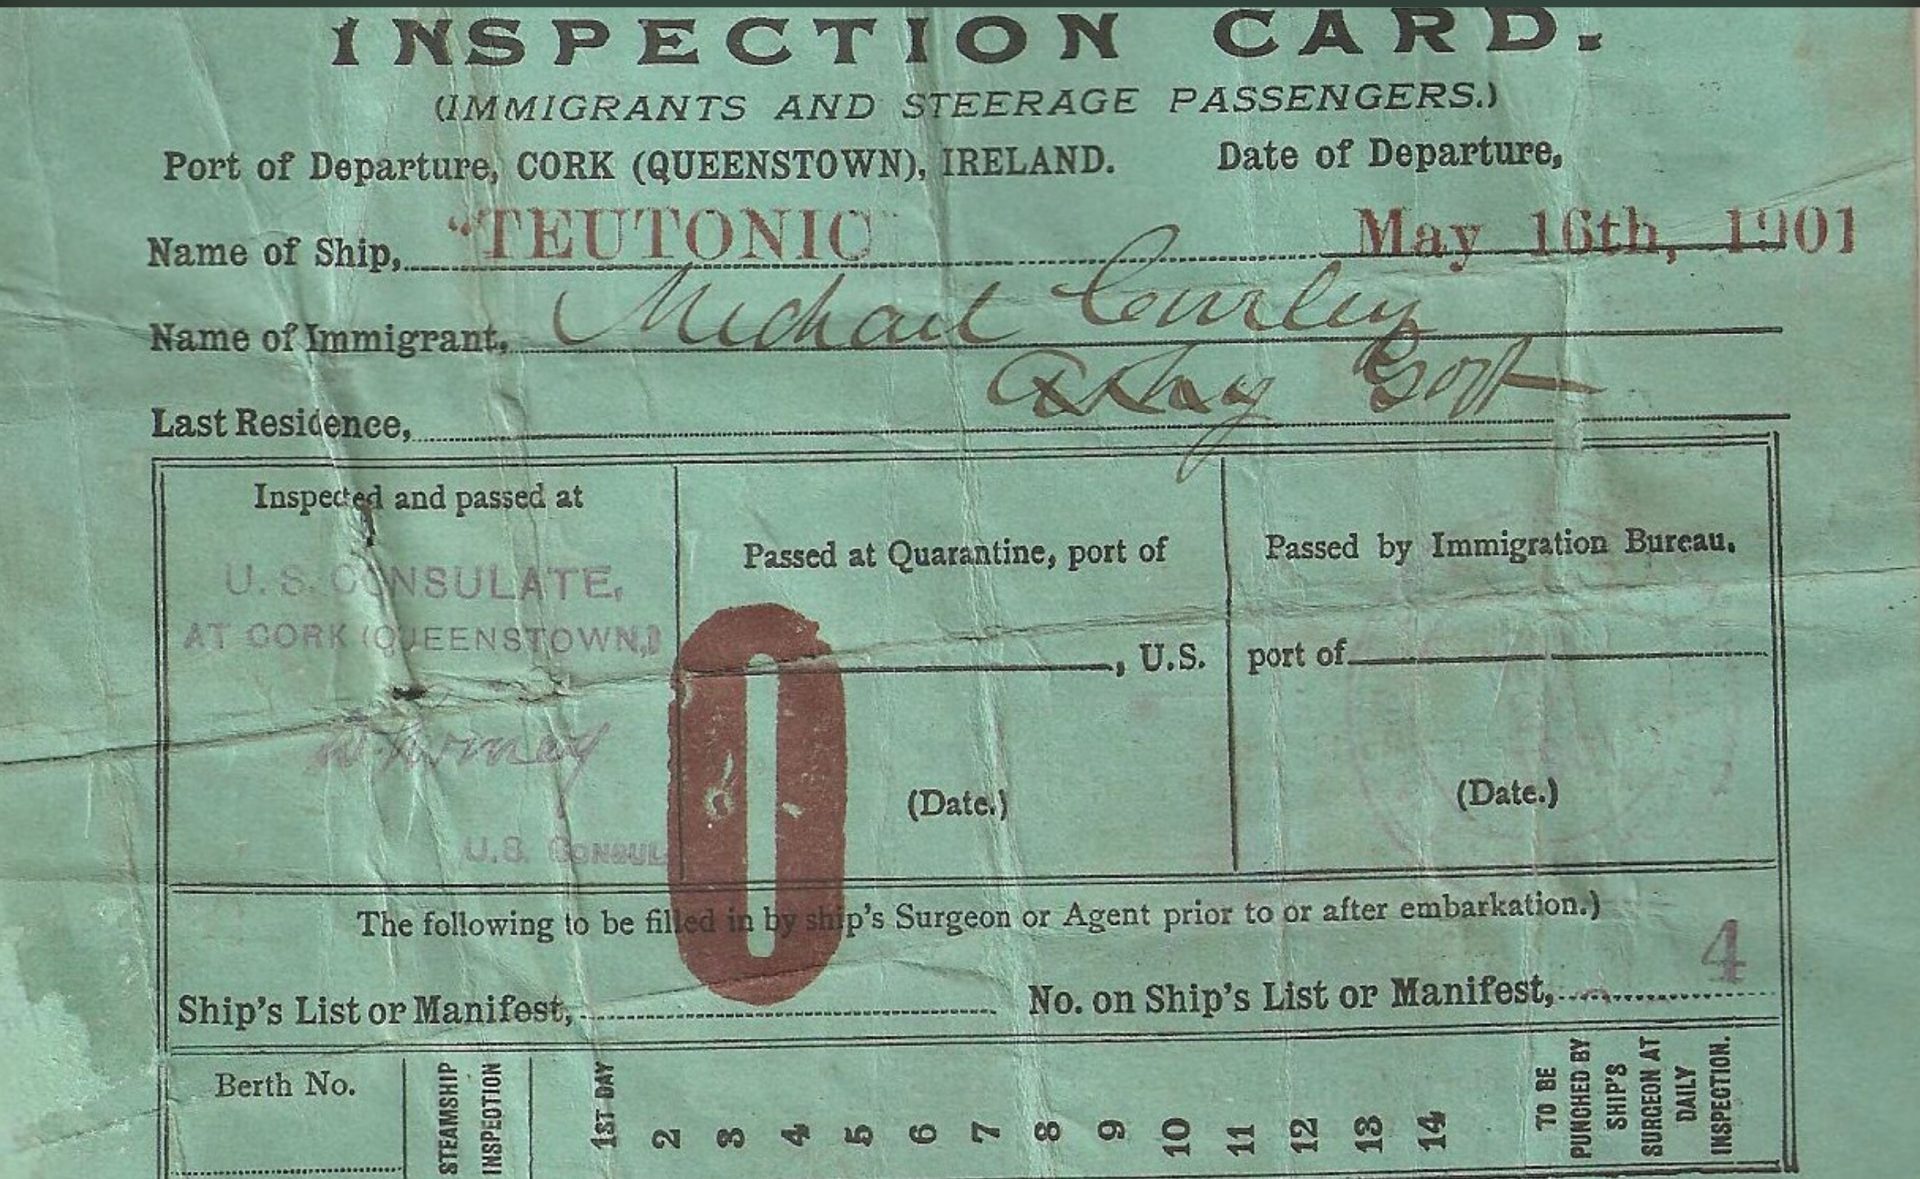 INSPECTION CARD.
(IMMIGRANTS AND STEERAGE PASSENGERS.)
Port of Departure, CORK (QUEENSTOWN), IRELAND. Date of Departure,
Name of Ship, "TEUTONIC" May 16th, 1901
Name of Immigrant, Michael Curley
Last Residence, Gort
Inspected and passed at
U. S. CONSULATE,
AT CORK (QUEENSTOWN,)
U.S. CONSUL
Passed at Quarantine, port of
, U.S.
(Date.)
Passed by Immigration Bureau.
port of
(Date.)
The following to be filled in by ship's Surgeon or Agent prior to or after embarkation.)
Ship's List or Manifest, No. on Ship's List or Manifest, 4
Berth No.
STEAMSHIP
INSPECTION
1ST DAY 2 3 4 5 6 7 8 9 10 11 12 13 14
TO BE
PUNCHED BY
SHIP'S
SURGEON AT
DAILY
INSPECTION.